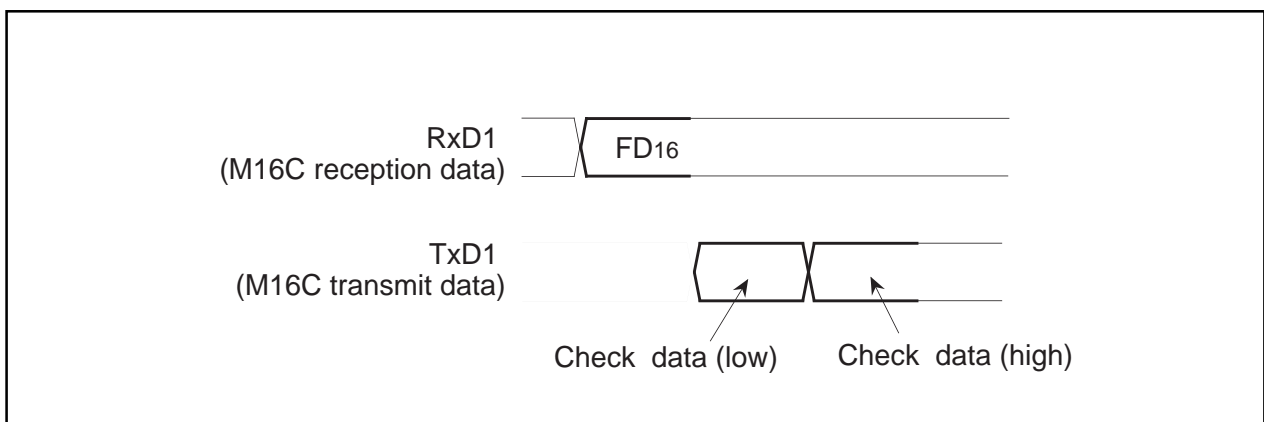 RxD1
(M16C reception data)
FD16
TxD1
(M16C transmit data)
Check data (low)
Check data (high)